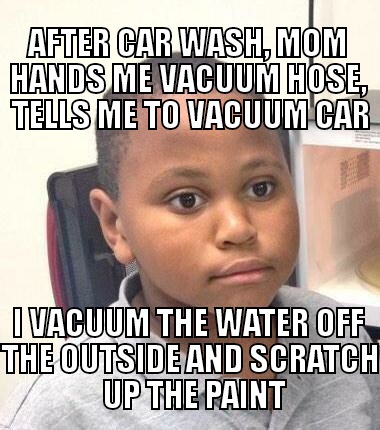 AFTER CAR WASH, MOM
HANDS ME VACUUM HOSE,
TELLS ME TO VACUUM CAR
I VACUUM THE WATER OFF
THE OUTSIDE AND SCRATCH
UP THE PAINT